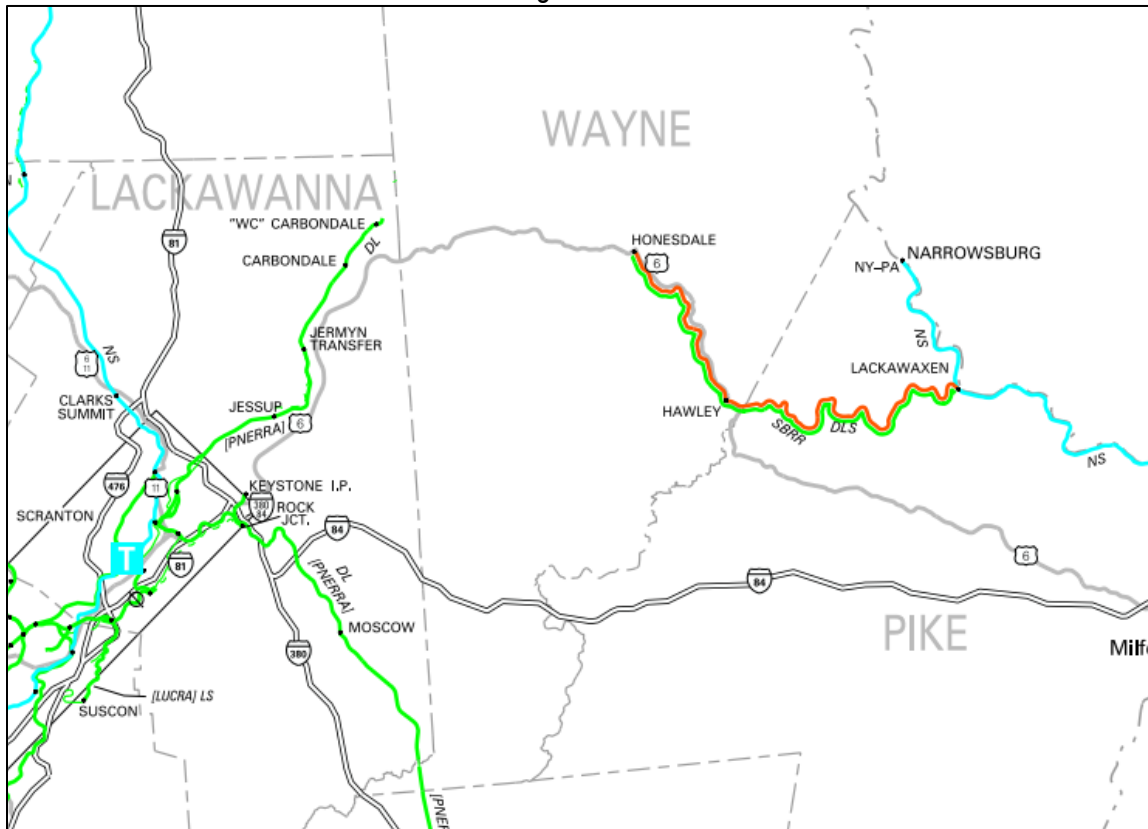 WAYNE
LACKAWANNA
"WC" CARBONDALE
DL
CARBONDALE
81
HONESDALE
6
NARROWSBURG
NY–PA
NS
JERMYN
TRANSFER
6
11
NS
CLARKS
SUMMIT
LACKAWAXEN
JESSUP
6
[PNERRA]
HAWLEY
SBRR
DLS
NS
476
11
KEYSTONE I.P.
380
84
ROCK
JCT.
SCRANTON
84
T
81
DL
[PNERRA]
6
84
MOSCOW
PIKE
380
[LUCRA] LS
SUSCON